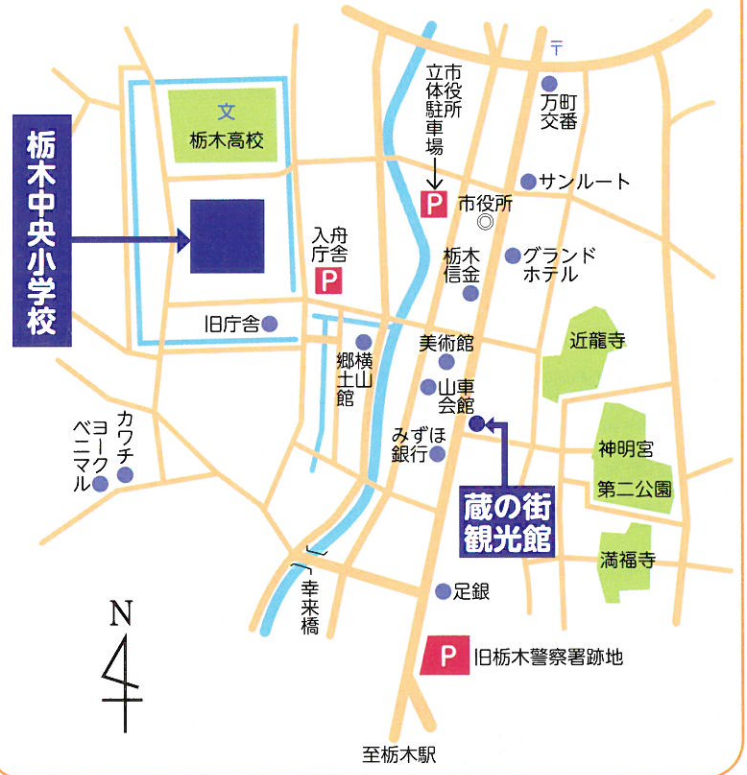 〒
万町
交番
市役所
立体駐車場
P
サンルート
市役所
グランド
ホテル
栃木
信金
文
栃木高校
栃木中央小学校
入舟
庁舎
P
旧庁舎
横山
郷土館
美術館
山車
会館
みずほ
銀行
近龍寺
神明宮
第二公園
満福寺
蔵の街
観光館
カワチ
ヨーク
ベニマル
幸来橋
足銀
P
旧栃木警察署跡地
N
至栃木駅